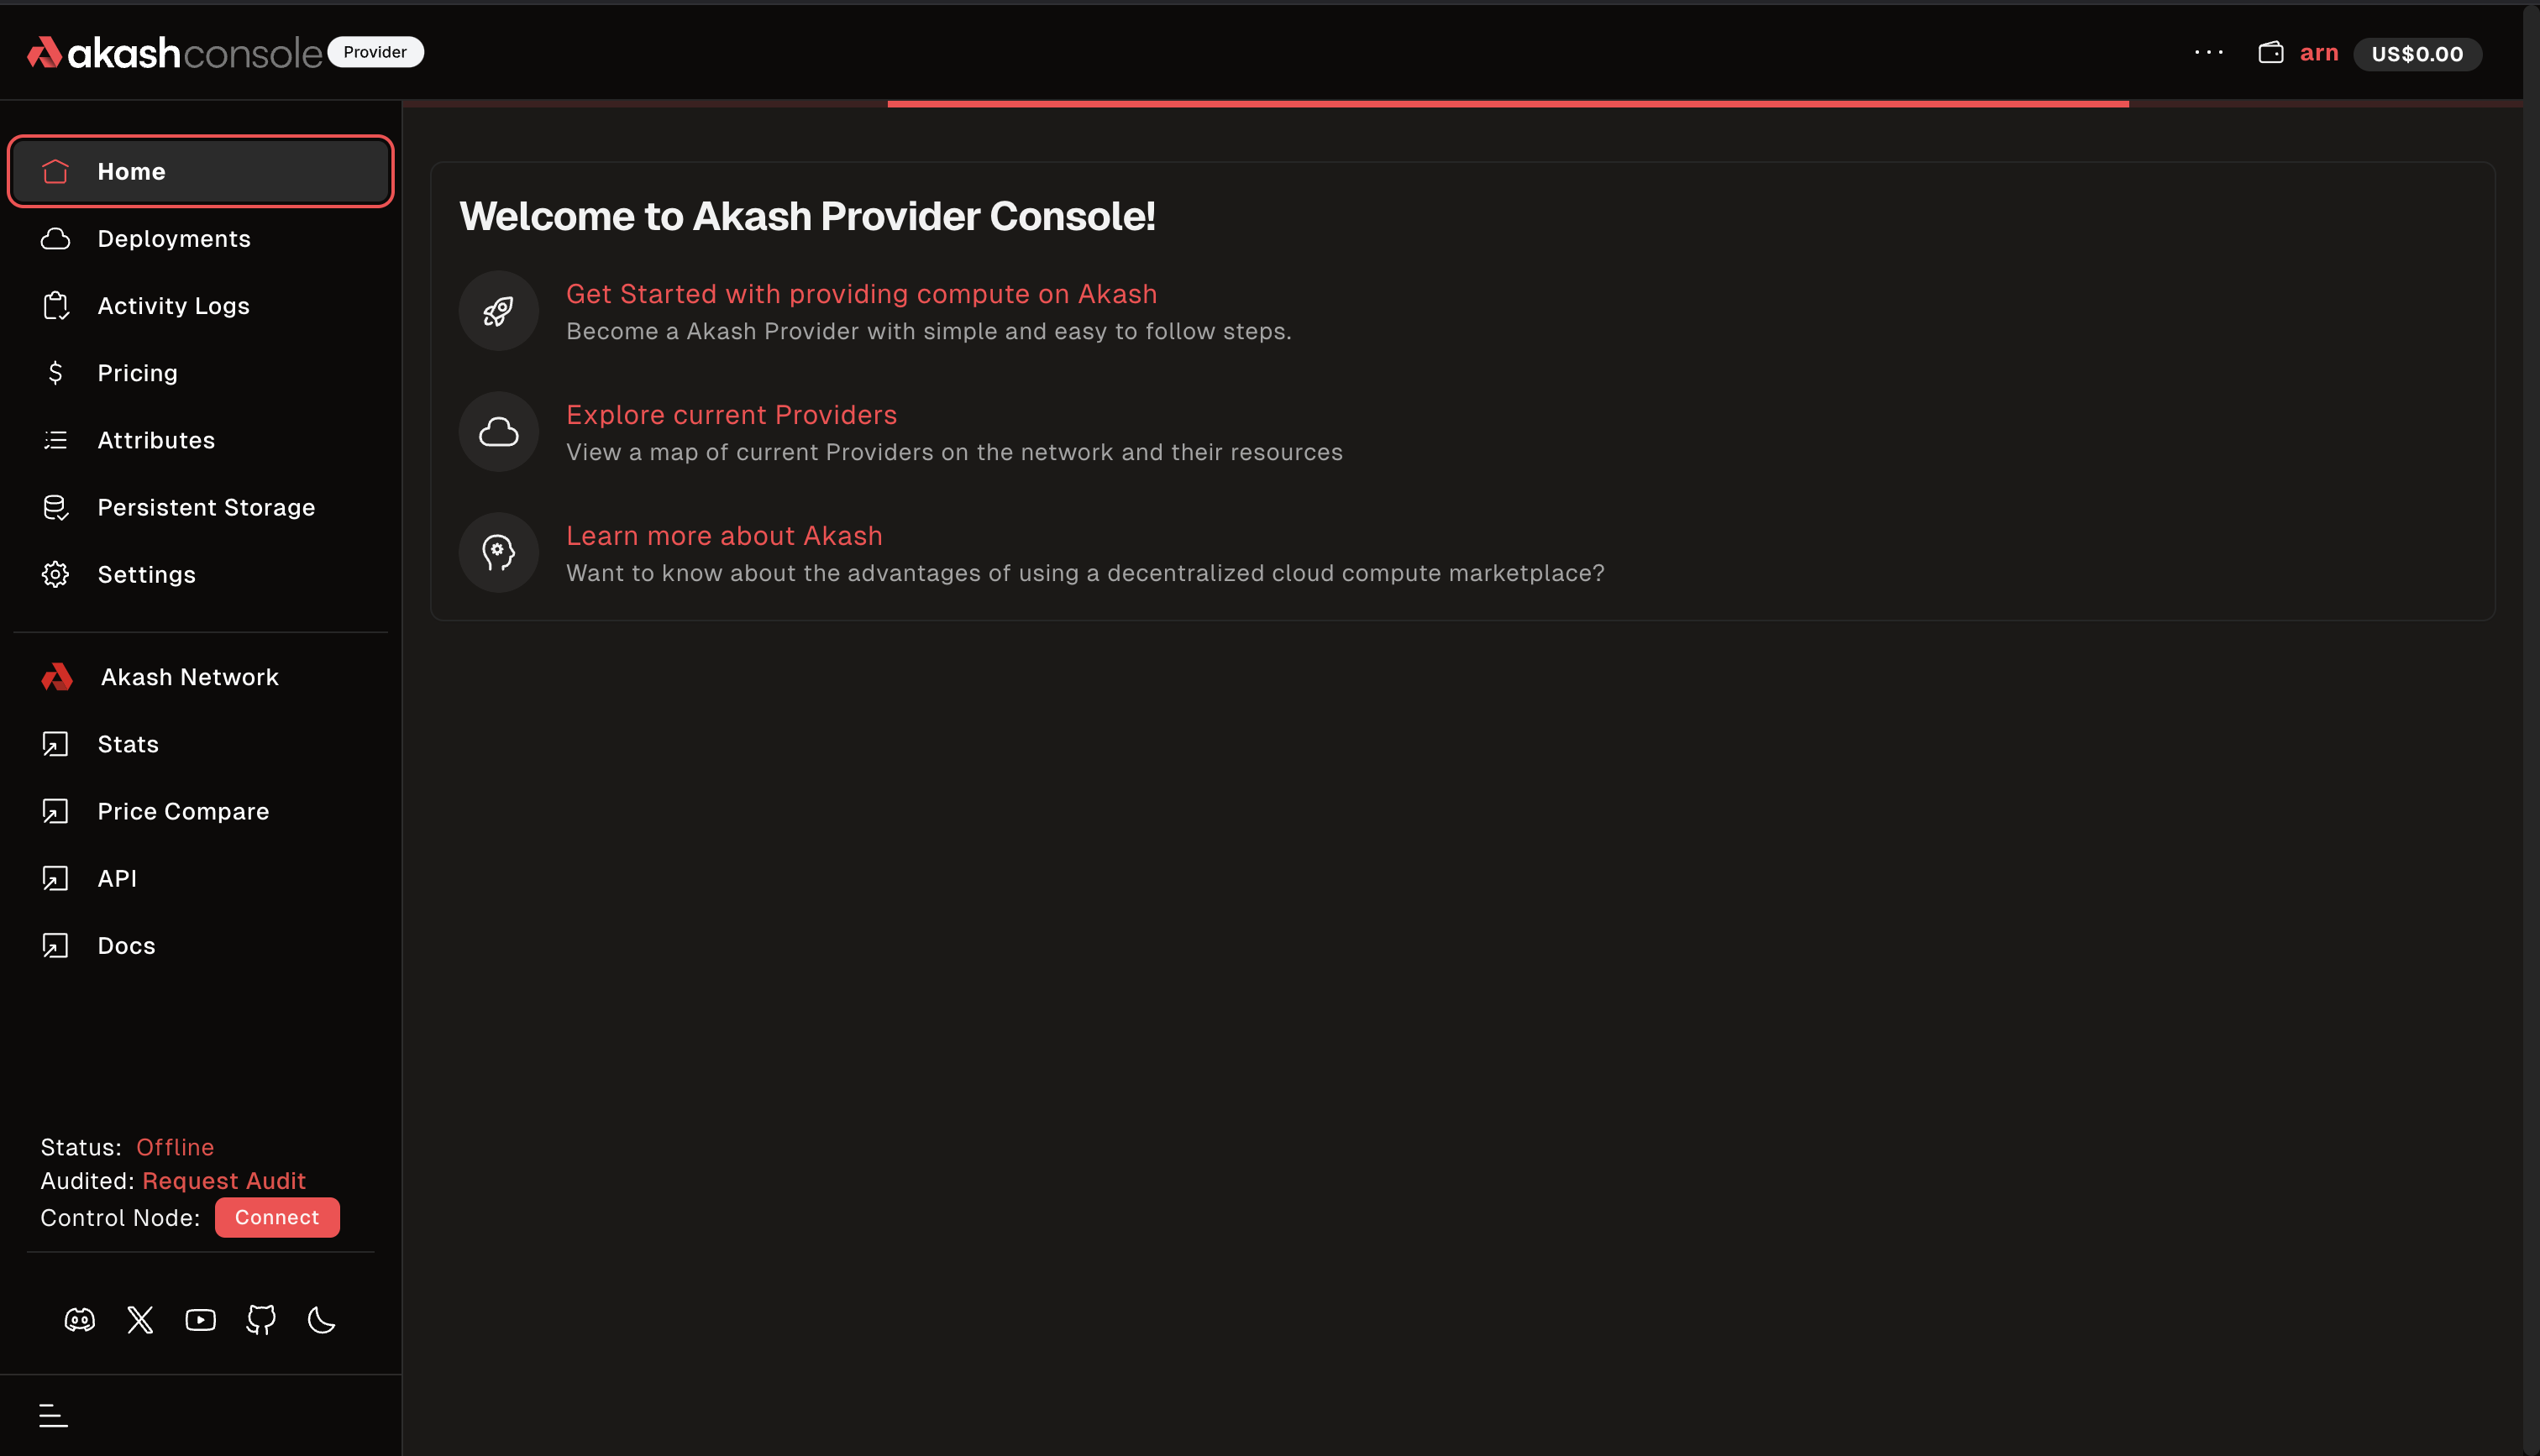 akashconsole Provider
... arn US$0.00
Home
Deployments
Activity Logs
Pricing
Attributes
Persistent Storage
Settings
Akash Network
Stats
Price Compare
API
Docs
Status: Offline
Audited: Request Audit
Control Node: Connect
Welcome to Akash Provider Console!
Get Started with providing compute on Akash
Become a Akash Provider with simple and easy to follow steps.
Explore current Providers
View a map of current Providers on the network and their resources
Learn more about Akash
Want to know about the advantages of using a decentralized cloud compute marketplace?